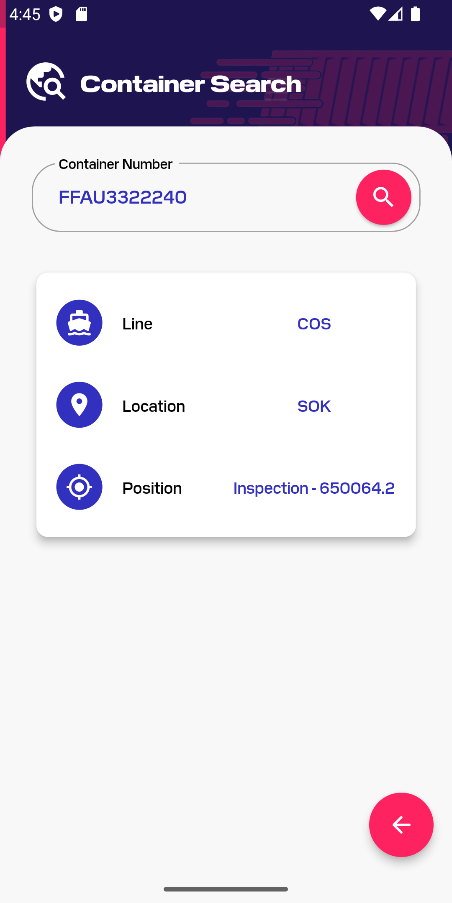 4:45
Container Search
Container Number
FFAU3322240
Line COS
Location SOK
Position Inspection - 650064.2